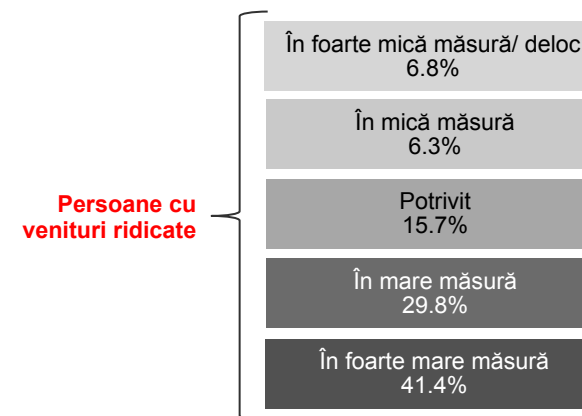 În foarte mică măsură/ deloc
6.8%
În mică măsură
6.3%
Persoane cu
venituri ridicate
Potrivit
15.7%
În mare măsură
29.8%
În foarte mare măsură
41.4%